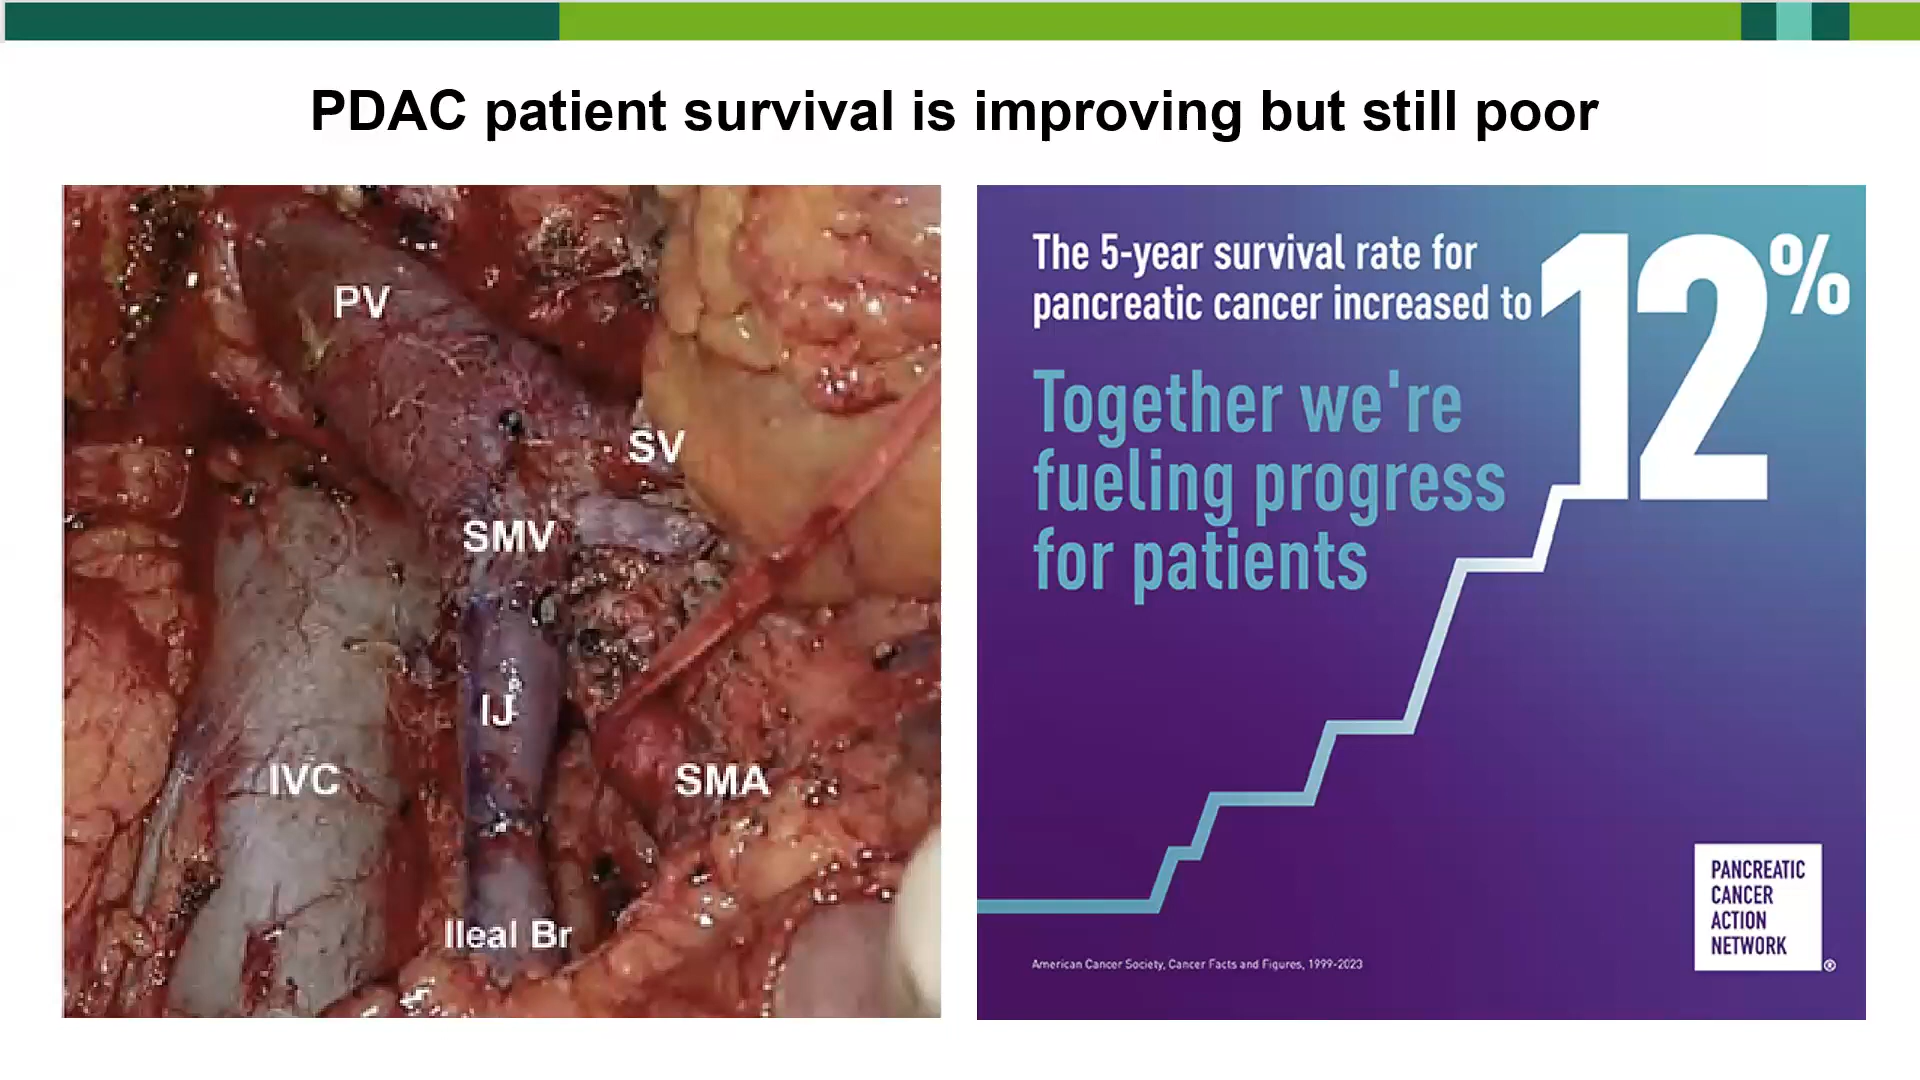 PDAC patient survival is improving but still poor
PV
SV
SMV
IJ
IVC
SMA
Ileal Br
The 5-year survival rate for
pancreatic cancer increased to
12%
Together we're
fueling progress
for patients
American Cancer Society, Cancer Facts and Figures, 1999-2023
PANCREATIC
CANCER
ACTION
NETWORK
®